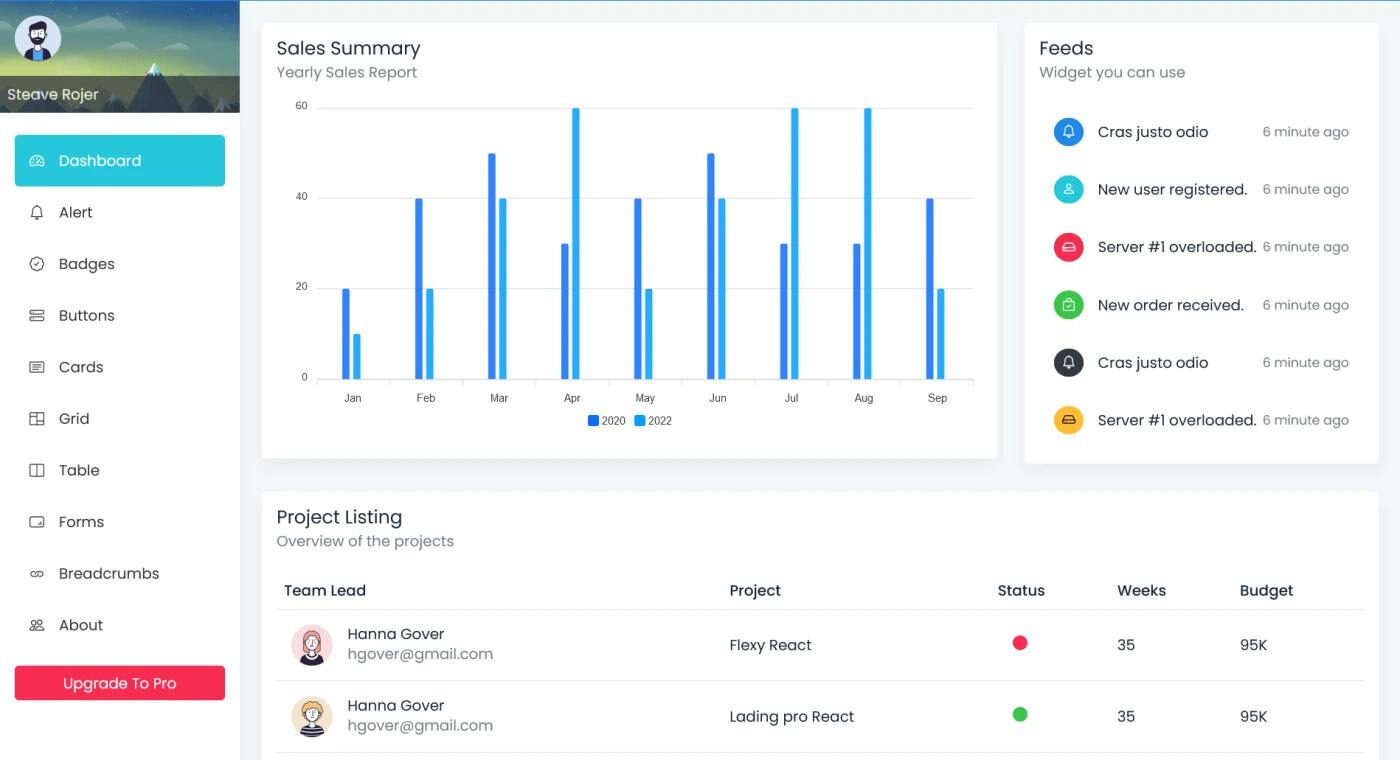 Steave Rojer
Dashboard
Alert
Badges
Buttons
Cards
Grid
Table
Forms
Breadcrumbs
About
Upgrade To Pro
Sales Summary
Yearly Sales Report
60
40
20
0
Jan Feb Mar Apr May Jun Jul Aug Sep
2020 2022
Feeds
Widget you can use
Cras justo odio 6 minute ago
New user registered. 6 minute ago
Server #1 overloaded. 6 minute ago
New order received. 6 minute ago
Cras justo odio 6 minute ago
Server #1 overloaded. 6 minute ago
Project Listing
Overview of the projects
Team Lead Project Status Weeks Budget
Hanna Gover
hgover@gmail.com
Flexy React 35 95K
Hanna Gover
hgover@gmail.com
Lading pro React 35 95K